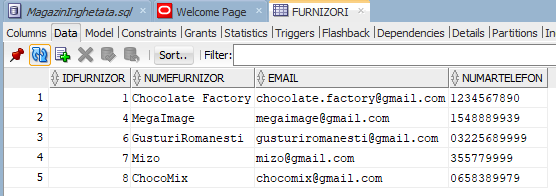 MagazinInghetata.sql Welcome Page FURNIZORI
Columns Data Model Constraints Grants Statistics Triggers Flashback Dependencies Details Partitions In
Sort.. Filter:
IDFURNIZOR NUMEFURNIZOR EMAIL NUMARTELEFON
1 1 Chocolate Factory chocolate.factory@gmail.com 1234567890
2 4 MegaImage megaimage@gmail.com 1548889939
3 6 GusturiRomanesti gusturiromanesti@gmail.com 03225689999
4 7 Mizo mizo@gmail.com 355779999
5 8 ChocoMix chocomix@gmail.com 0658389979